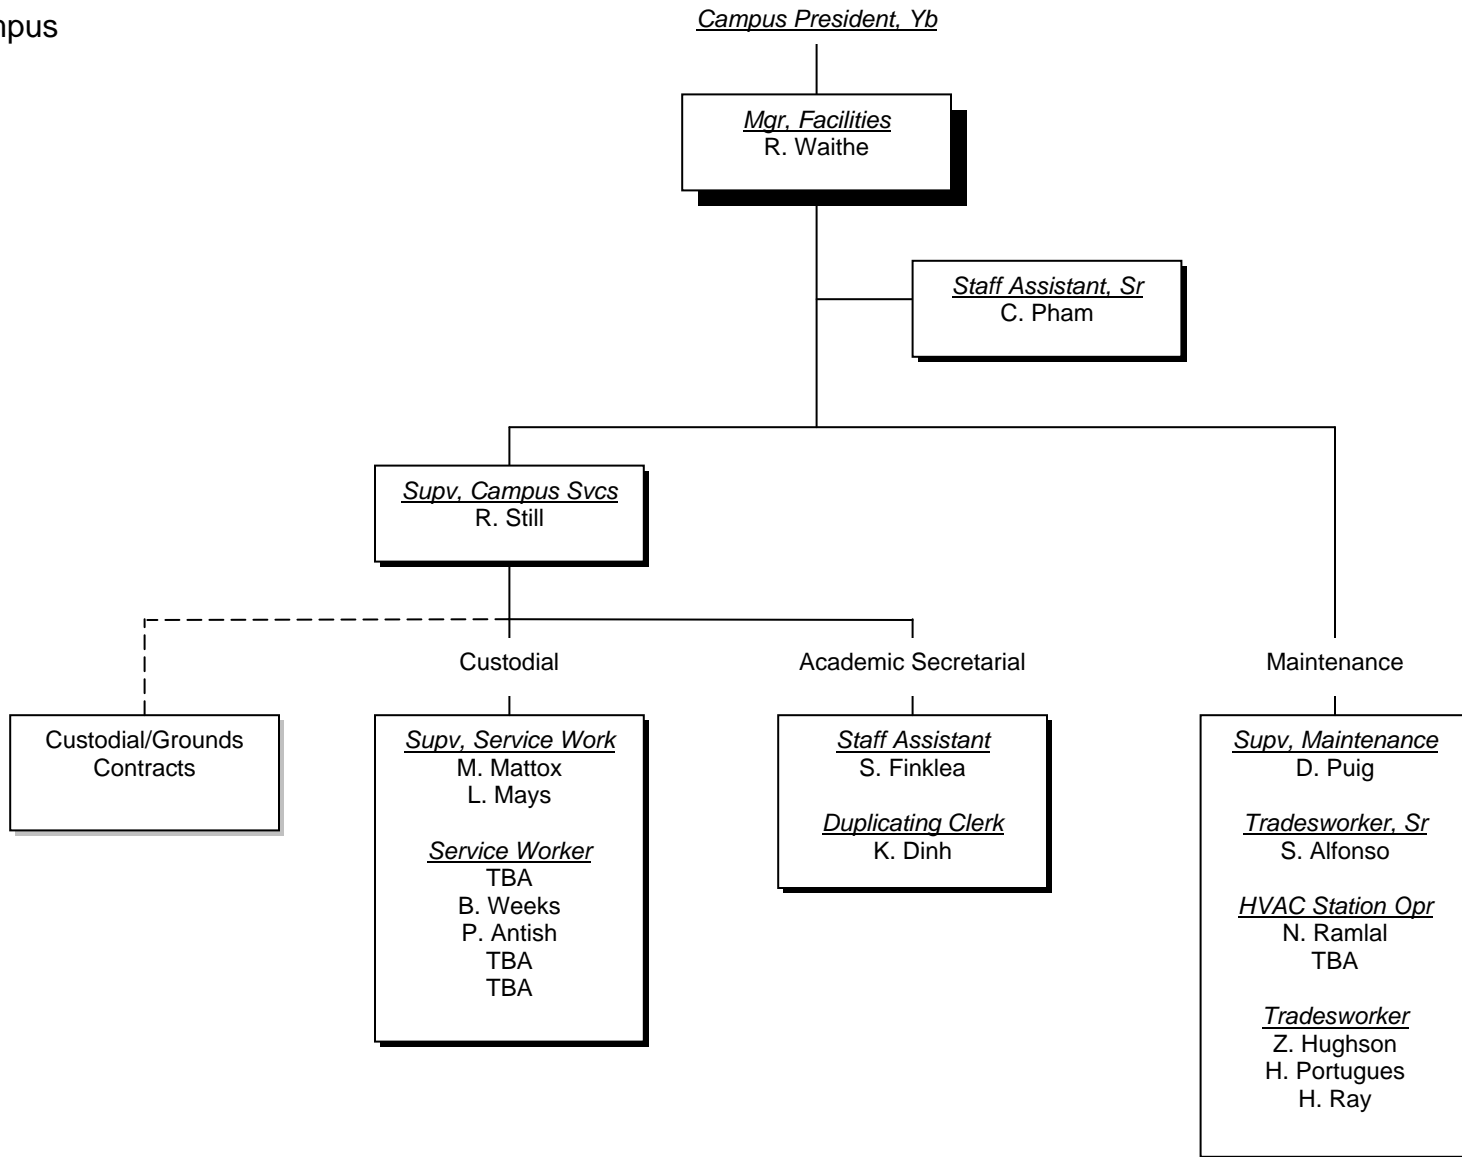 Campus President, Yb
Mgr, Facilities
R. Waithe
Staff Assistant, Sr
C. Pham
Supv, Campus Svcs
R. Still
Custodial
Academic Secretarial
Maintenance
Custodial/Grounds
Contracts
Supv, Service Work
M. Mattox
L. Mays
Service Worker
TBA
B. Weeks
P. Antish
TBA
TBA
Staff Assistant
S. Finklea
Duplicating Clerk
K. Dinh
Supv, Maintenance
D. Puig
Tradesworker, Sr
S. Alfonso
HVAC Station Opr
N. Ramlal
TBA
Tradesworker
Z. Hughson
H. Portugues
H. Ray